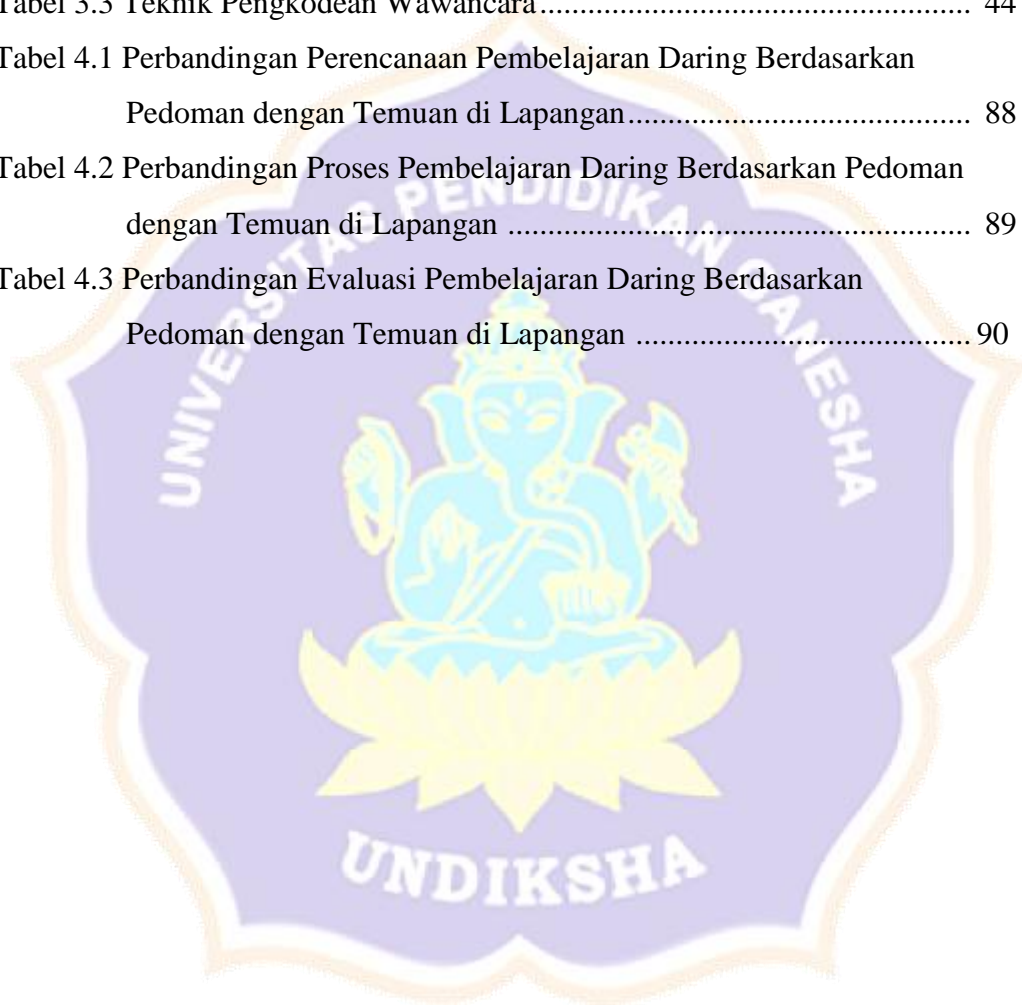 Tabel 3.3 Teknik Pengkodean Wawancara...................................................... 44
Tabel 4.1 Perbandingan Perencanaan Pembelajaran Daring Berdasarkan
Pedoman dengan Temuan di Lapangan........................................... 88
Tabel 4.2 Perbandingan Proses Pembelajaran Daring Berdasarkan Pedoman
dengan Temuan di Lapangan .......................................................... 89
Tabel 4.3 Perbandingan Evaluasi Pembelajaran Daring Berdasarkan
Pedoman dengan Temuan di Lapangan .......................................... 90
UNIVERSITAS PENDIDIKAN GANESHA
UNDIKSHA